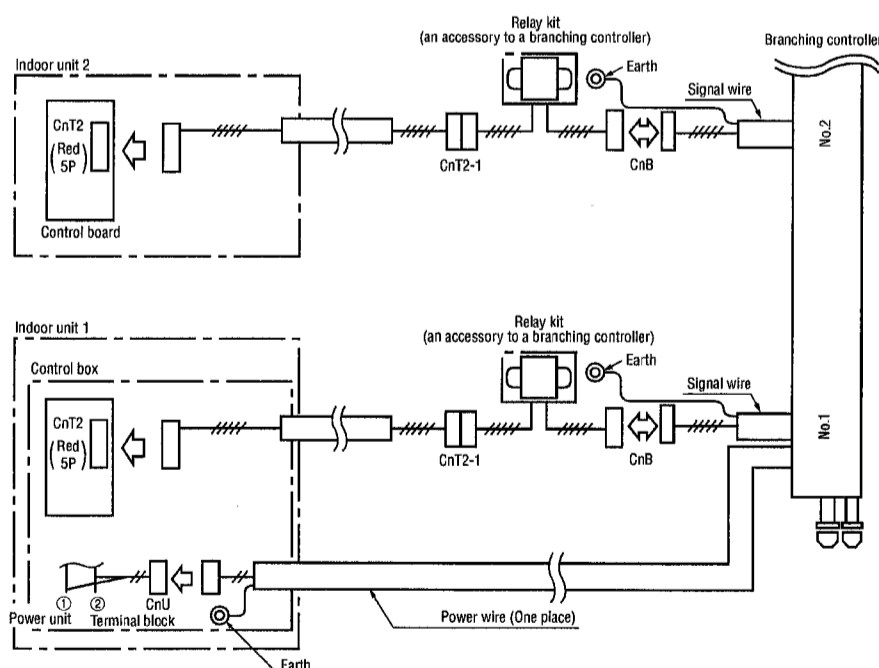 Relay kit
(an accessory to a branching controller)
Branching controller
Indoor unit 2
Earth
Signal wire
CnT2
(Red
5P)
No.2
CnT2-1
CnB
Control board
Indoor unit 1
Relay kit
(an accessory to a branching controller)
Control box
Earth
Signal wire
CnT2
(Red
5P)
No.1
CnT2-1
CnB
① ②
CnU
Power unit
Terminal block
Power wire (One place)
Earth